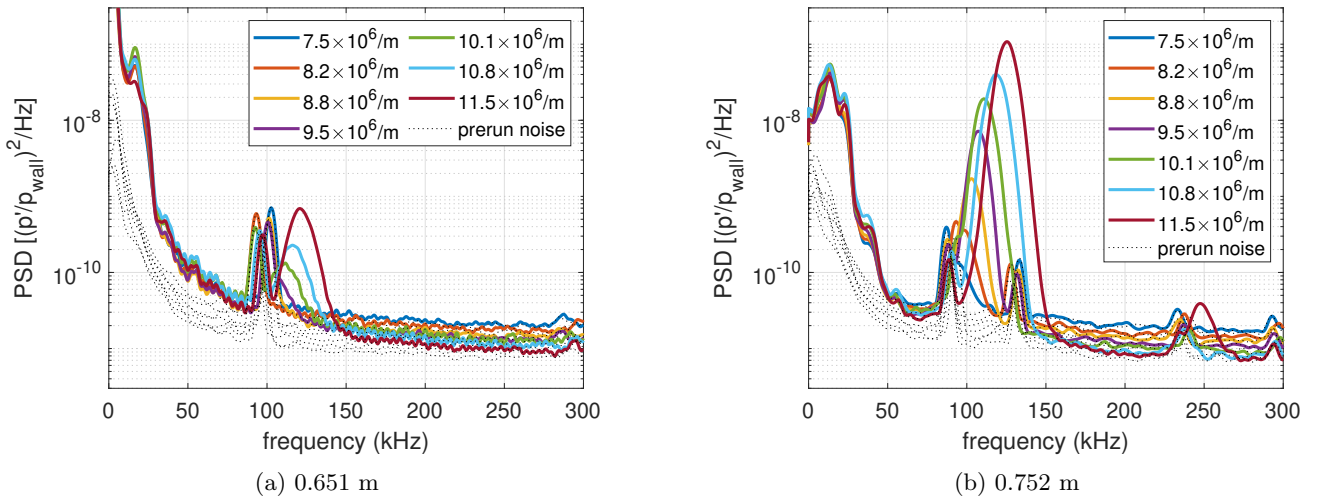 PSD [(p'/p_wall)^2/Hz]
10^-8
10^-10
7.5×10^6/m
8.2×10^6/m
8.8×10^6/m
9.5×10^6/m
10.1×10^6/m
10.8×10^6/m
11.5×10^6/m
prerun noise
0 50 100 150 200 250 300
frequency (kHz)
(a) 0.651 m
PSD [(p'/p_wall)^2/Hz]
10^-8
10^-10
7.5×10^6/m
8.2×10^6/m
8.8×10^6/m
9.5×10^6/m
10.1×10^6/m
10.8×10^6/m
11.5×10^6/m
prerun noise
0 50 100 150 200 250 300
frequency (kHz)
(b) 0.752 m